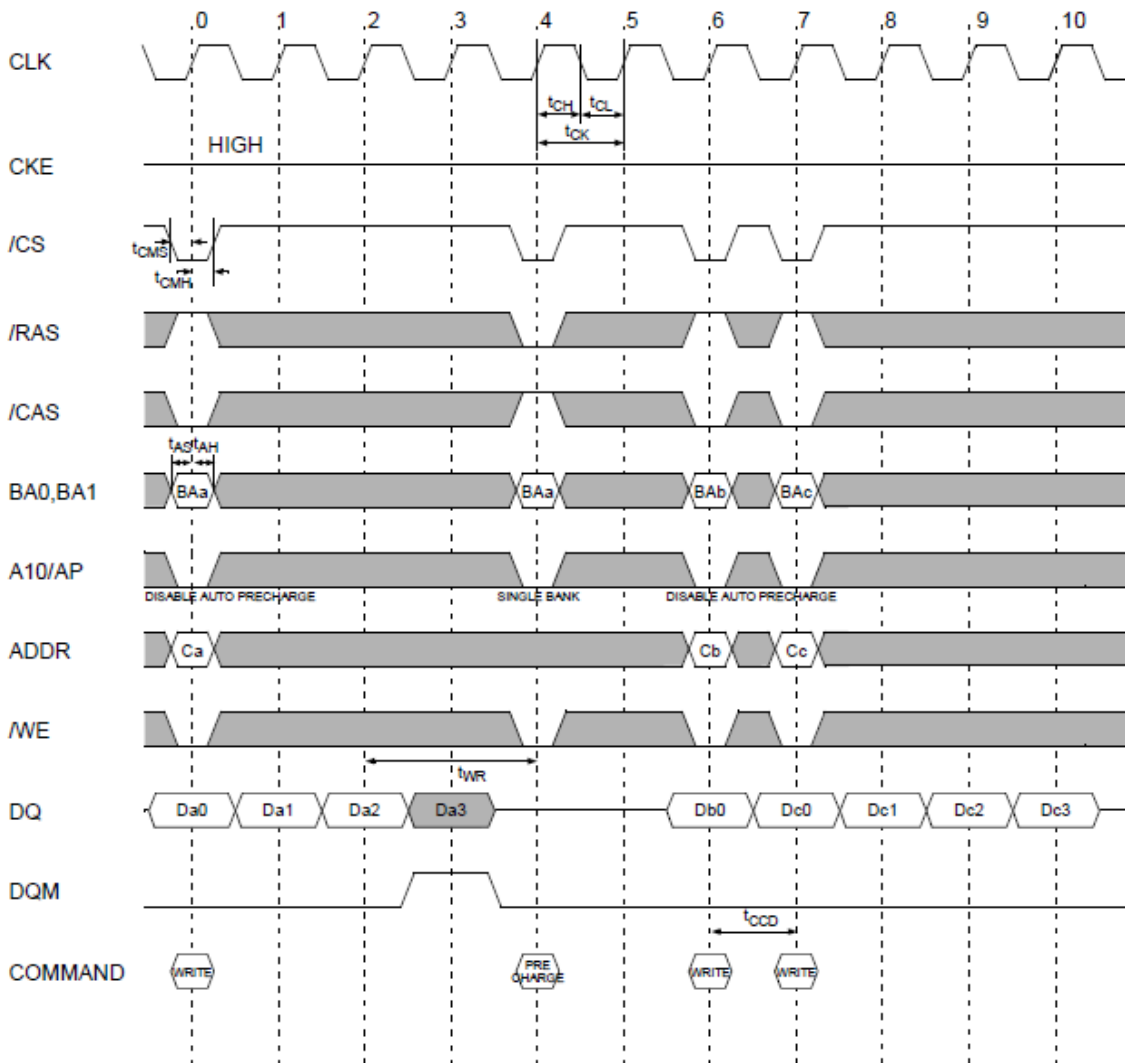 0 1 2 3 4 5 6 7 8 9 10
CLK
tCH tCL
tCK
HIGH
CKE
/CS
tCMS
tCMH
/RAS
/CAS
tAS tAH
BA0,BA1 BAa BAa BAb BAc
A10/AP
DISABLE AUTO PRECHARGE SINGLE BANK DISABLE AUTO PRECHARGE
ADDR Ca Cb Cc
/WE
tWR
DQ Da0 Da1 Da2 Da3 Db0 Dc0 Dc1 Dc2 Dc3
DQM
tCCD
COMMAND WRITE PRE CHARGE WRITE WRITE